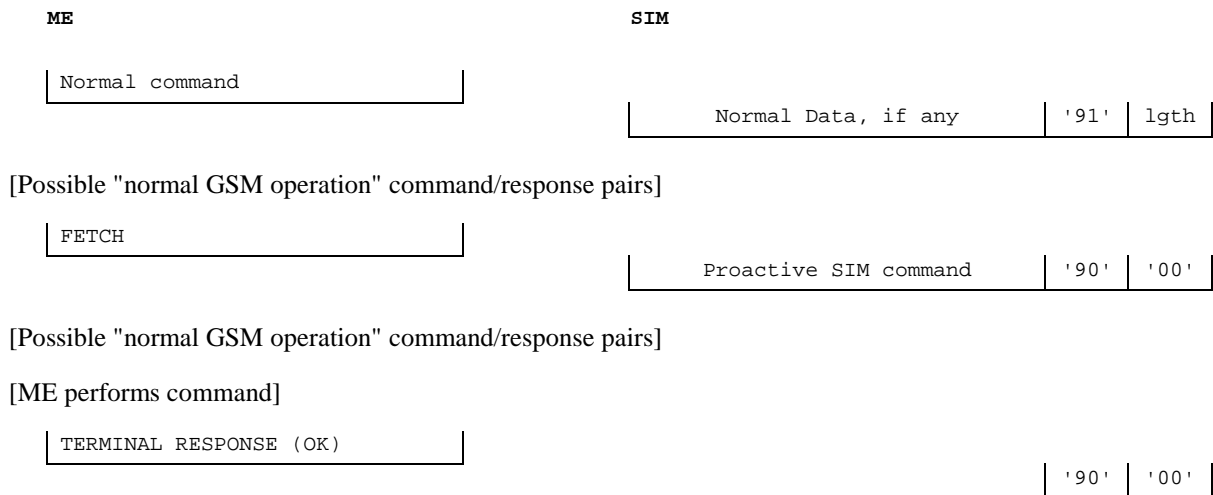 ME SIM
Normal command
Normal Data, if any '91' lgth
[Possible "normal GSM operation" command/response pairs]
FETCH
Proactive SIM command '90' '00'
[Possible "normal GSM operation" command/response pairs]
[ME performs command]
TERMINAL RESPONSE (OK)
'90' '00'